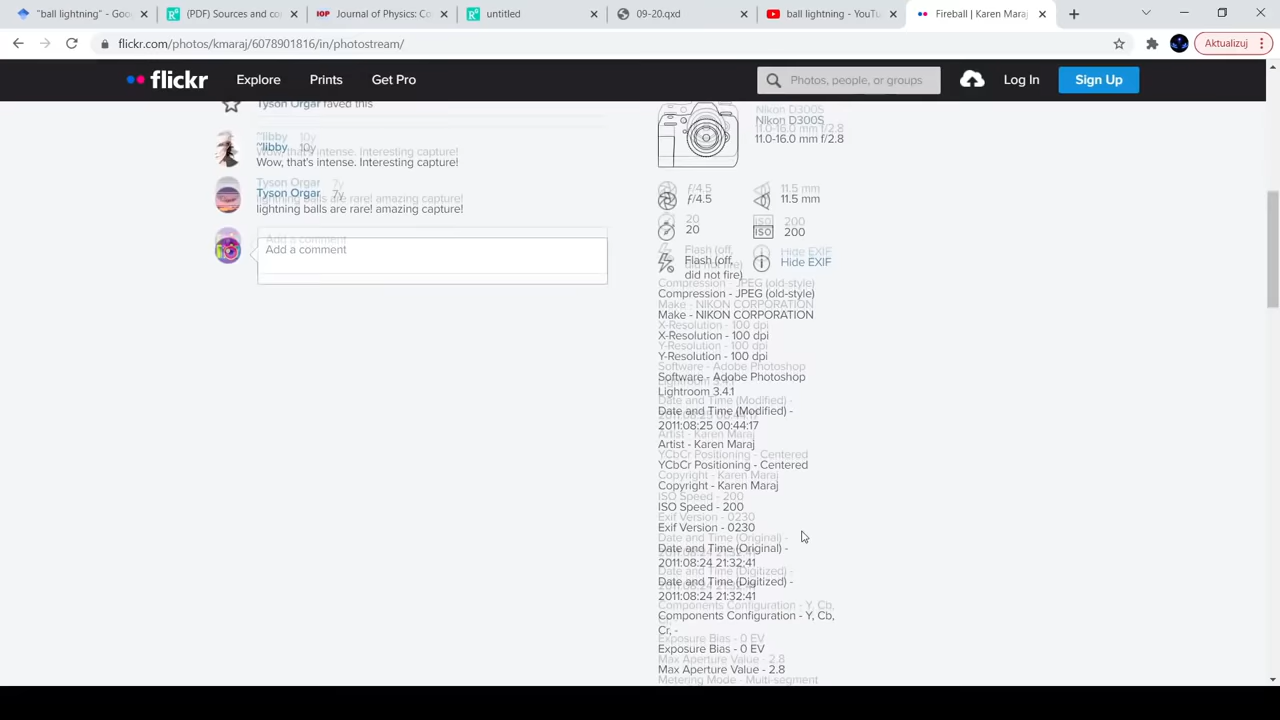 "ball lightning" - Goo
(PDF) Sources and co
IOP Journal of Physics: Co
untitled
09-20.qxd
ball lightning - YouTu
Fireball | Karen Maraj
flickr.com/photos/kmaraj/6078901816/in/photostream/
Aktualizuj
flickr
Explore
Prints
Get Pro
Photos, people, or groups
Log In
Sign Up
Tyson Orgar faved this
~libby 10y
Wow, that's intense. Interesting capture!
Tyson Orgar 7y
lightning balls are rare! amazing capture!
Add a comment
Nikon D300S
11.0-16.0 mm f/2.8
ƒ/4.5
11.5 mm
20
ISO 200
Flash (off,
did not fire)
Hide EXIF
Compression - JPEG (old-style)
Make - NIKON CORPORATION
X-Resolution - 100 dpi
Y-Resolution - 100 dpi
Software - Adobe Photoshop
Lightroom 3.4.1
Date and Time (Modified) -
2011:08:25 00:44:17
Artist - Karen Maraj
YCbCr Positioning - Centered
Copyright - Karen Maraj
ISO Speed - 200
Exif Version - 0230
Date and Time (Original) -
2011:08:24 21:32:41
Date and Time (Digitized) -
2011:08:24 21:32:41
Components Configuration - Y, Cb,
Cr, -
Exposure Bias - 0 EV
Max Aperture Value - 2.8
Metering Mode - Multi-segment